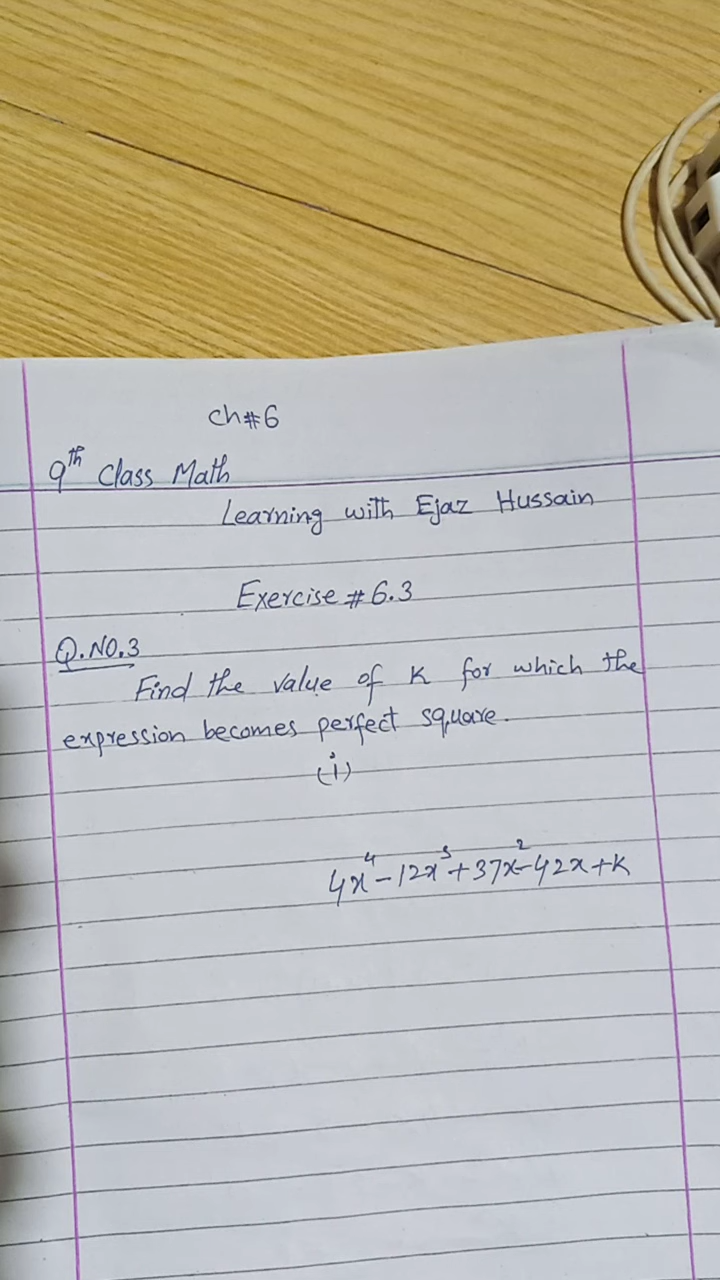 Ch#6
9th Class Math
Learning with Ejaz Hussain
Exercise # 6.3
Q.NO.3
Find the value of K for which the
expression becomes perfect square.
(i)
4x⁴-12x³+37x²-42x+K